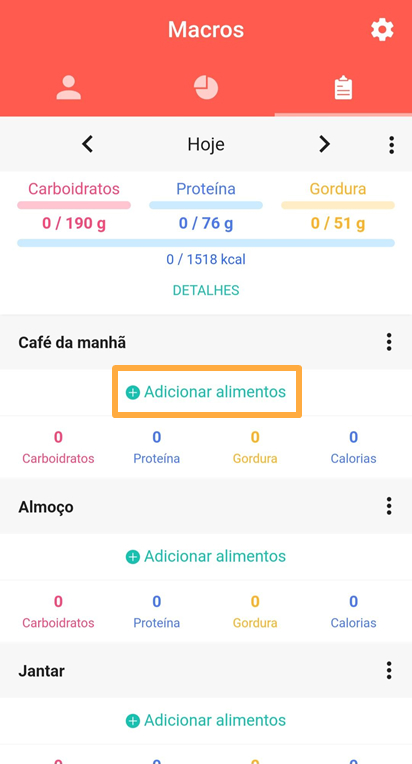 Macros
Hoje
Carboidratos Proteína Gordura
0 / 190 g 0 / 76 g 0 / 51 g
0 / 1518 kcal
DETALHES
Café da manhã
Adicionar alimentos
0 0 0 0
Carboidratos Proteína Gordura Calorias
Almoço
Adicionar alimentos
0 0 0 0
Carboidratos Proteína Gordura Calorias
Jantar
Adicionar alimentos